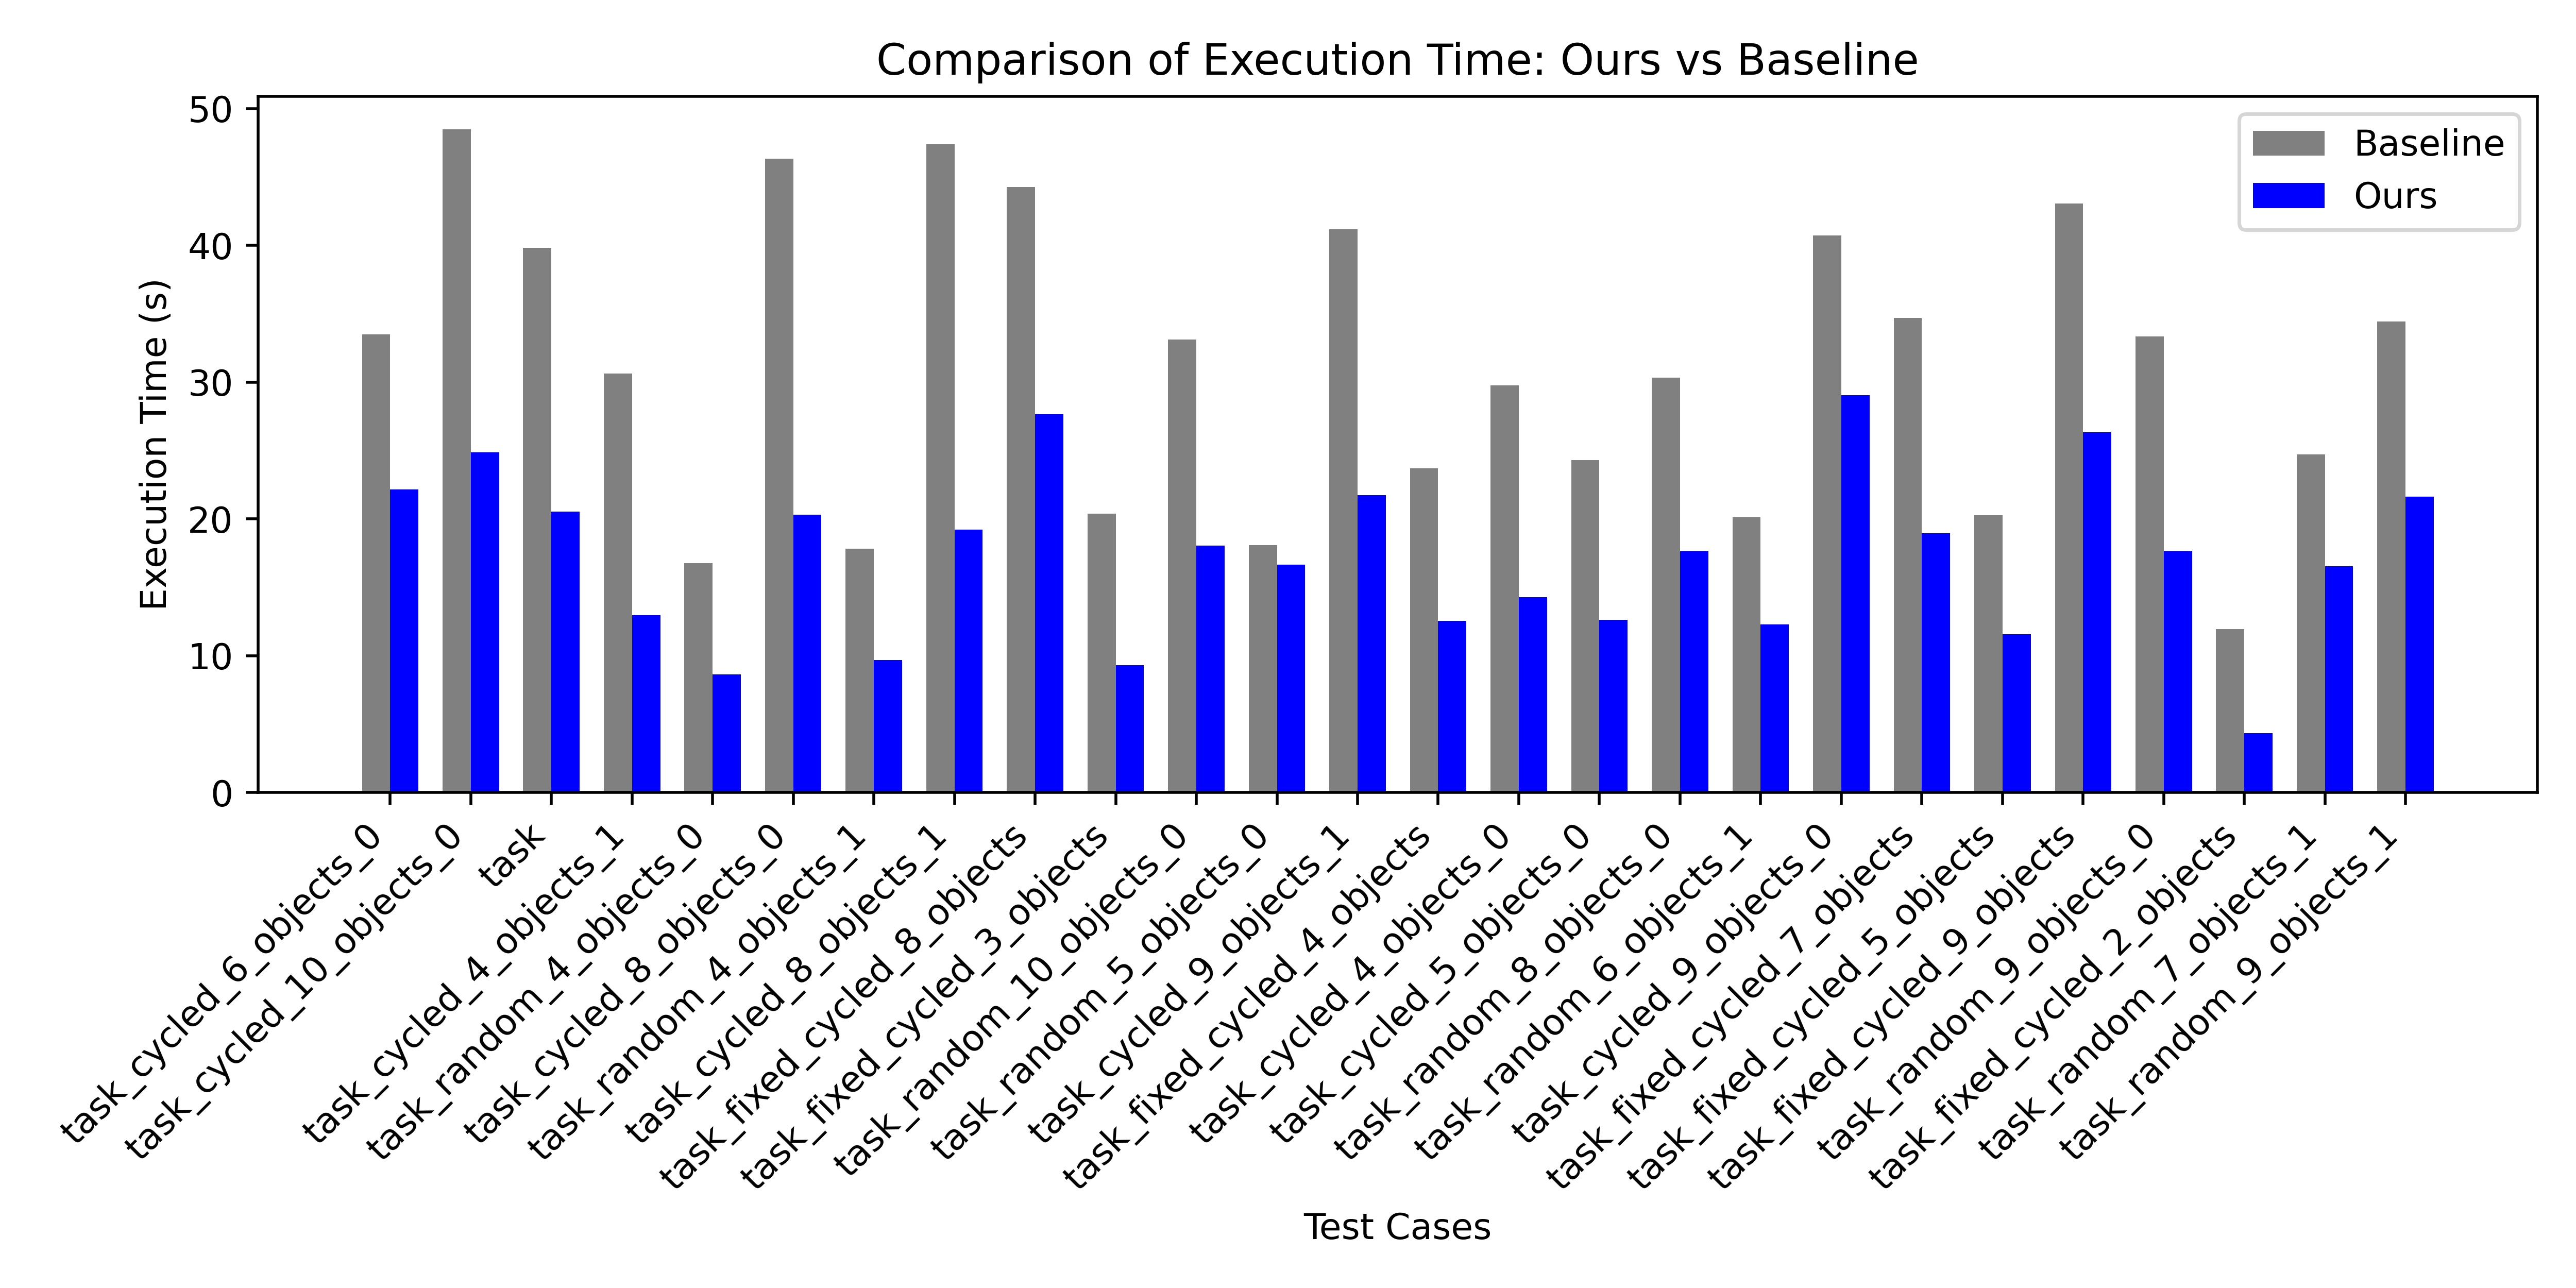 Comparison of Execution Time: Ours vs Baseline
Baseline
Ours
Execution Time (s)
50
40
30
20
10
0
task_cycled_6_objects_0
task_cycled_10_objects_0
task
task_cycled_4_objects_1
task_random_4_objects_0
task_cycled_8_objects_0
task_random_4_objects_1
task_cycled_8_objects_1
task_fixed_cycled_8_objects
task_fixed_cycled_3_objects
task_random_10_objects_0
task_random_5_objects_0
task_cycled_9_objects_1
task_fixed_cycled_4_objects
task_cycled_4_objects_0
task_cycled_5_objects_0
task_random_8_objects_0
task_random_6_objects_1
task_cycled_9_objects_0
task_fixed_cycled_7_objects
task_fixed_cycled_5_objects
task_fixed_cycled_9_objects
task_random_9_objects_0
task_fixed_cycled_2_objects
task_random_7_objects_1
task_random_9_objects_1
Test Cases